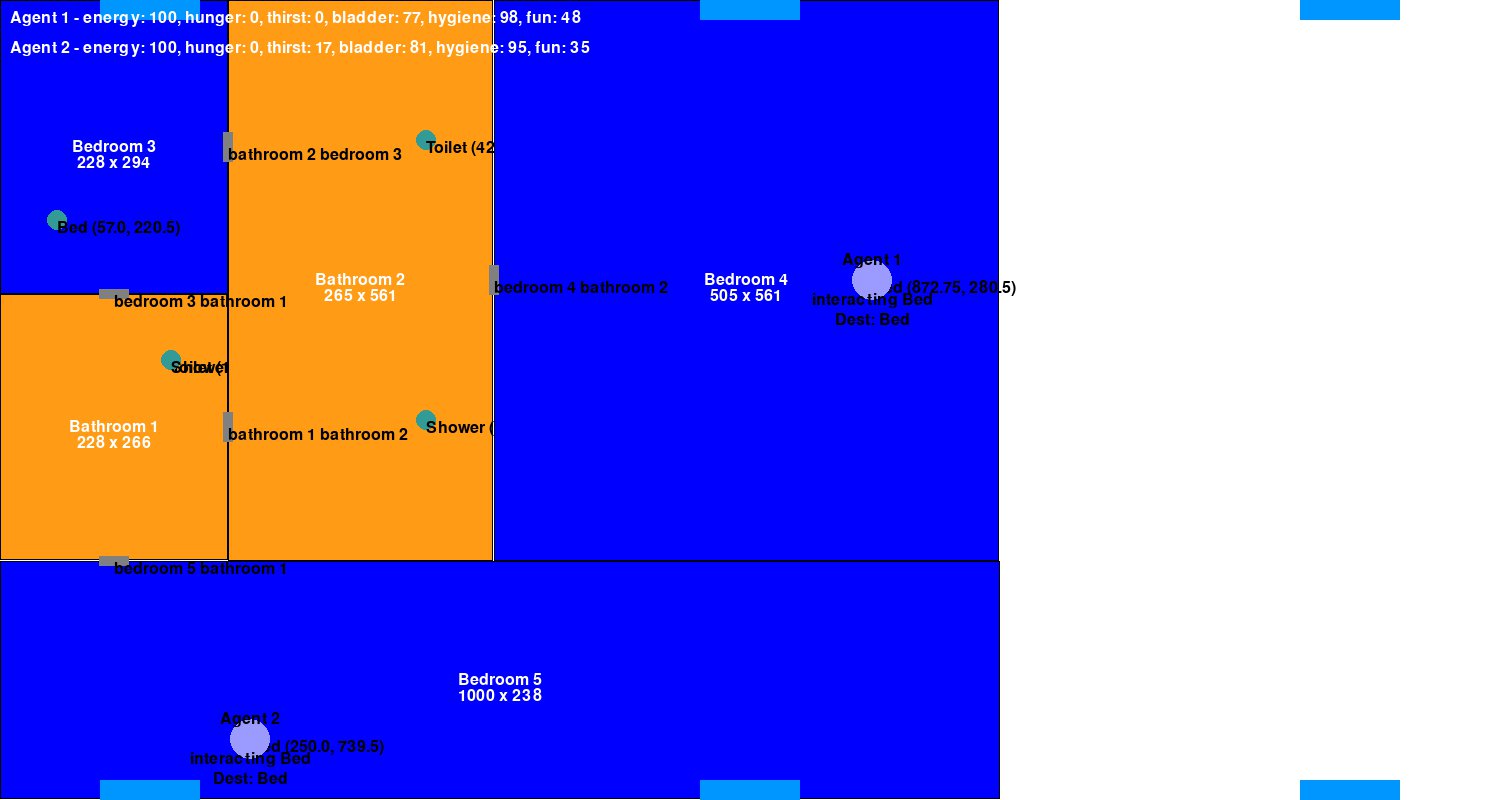 Agent 1 - energy: 100, hunger: 0, thirst: 0, bladder: 77, hygiene: 98, fun: 48
Agent 2 - energy: 100, hunger: 0, thirst: 17, bladder: 81, hygiene: 95, fun: 35
Bedroom 3
228 x 294
bathroom 2 bedroom 3
Toilet (42
Bed (57.0, 220.5)
Agent 1
Bathroom 2
265 x 561
bedroom 4 bathroom 2
Bedroom 4
505 x 561
d (872.75, 280.5)
interacting Bed
Dest: Bed
bedroom 3 bathroom 1
Bathroom 1
228 x 266
bathroom 1 bathroom 2
Shower (
bedroom 5 bathroom 1
Bedroom 5
1000 x 238
Agent 2
d (250.0, 739.5)
interacting Bed
Dest: Bed